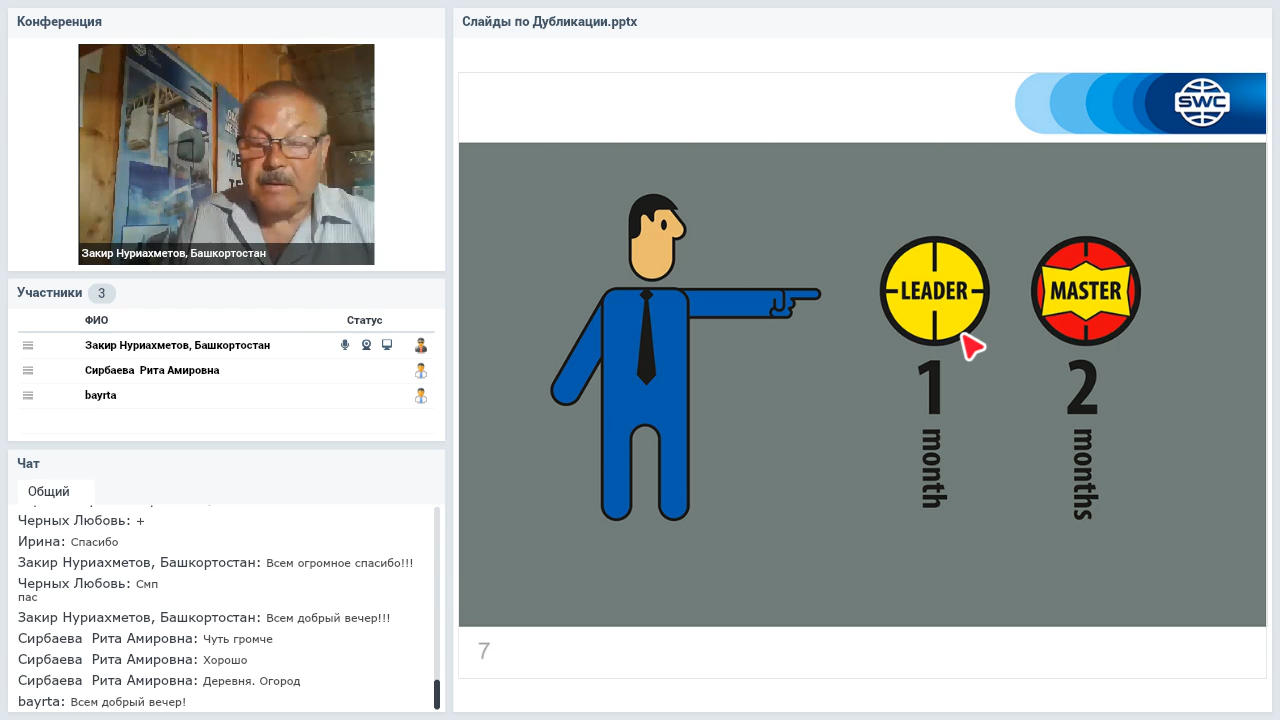 Конференция
Закир Нуриахметов, Башкортостан
Участники 3
ФИО Статус
Закир Нуриахметов, Башкортостан
Сирбаева Рита Амировна
bayrta
Чат
Общий
Черных Любовь: +
Ирина: Спасибо
Закир Нуриахметов, Башкортостан: Всем огромное спасибо!!!
Черных Любовь: Смп
пас
Закир Нуриахметов, Башкортостан: Всем добрый вечер!!!
Сирбаева Рита Амировна: Чуть громче
Сирбаева Рита Амировна: Хорошо
Сирбаева Рита Амировна: Деревня. Огород
bayrta: Всем добрый вечер!
Слайды по Дубликации.pptx
SWC
LEADER MASTER
1 2
month months
7